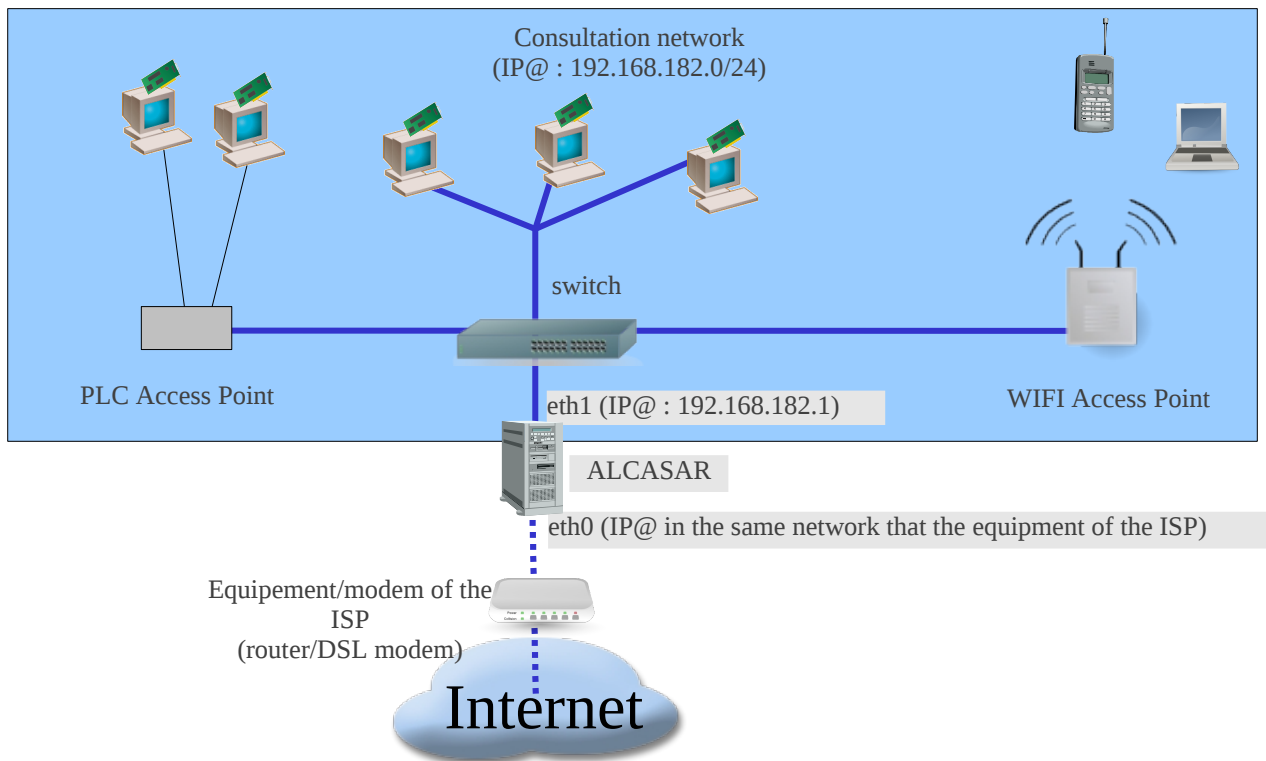 Consultation network
(IP@ : 192.168.182.0/24)
switch
PLC Access Point
eth1 (IP@ : 192.168.182.1)
WIFI Access Point
ALCASAR
eth0 (IP@ in the same network that the equipment of the ISP)
Equipement/modem of the
ISP
(router/DSL modem)
Internet